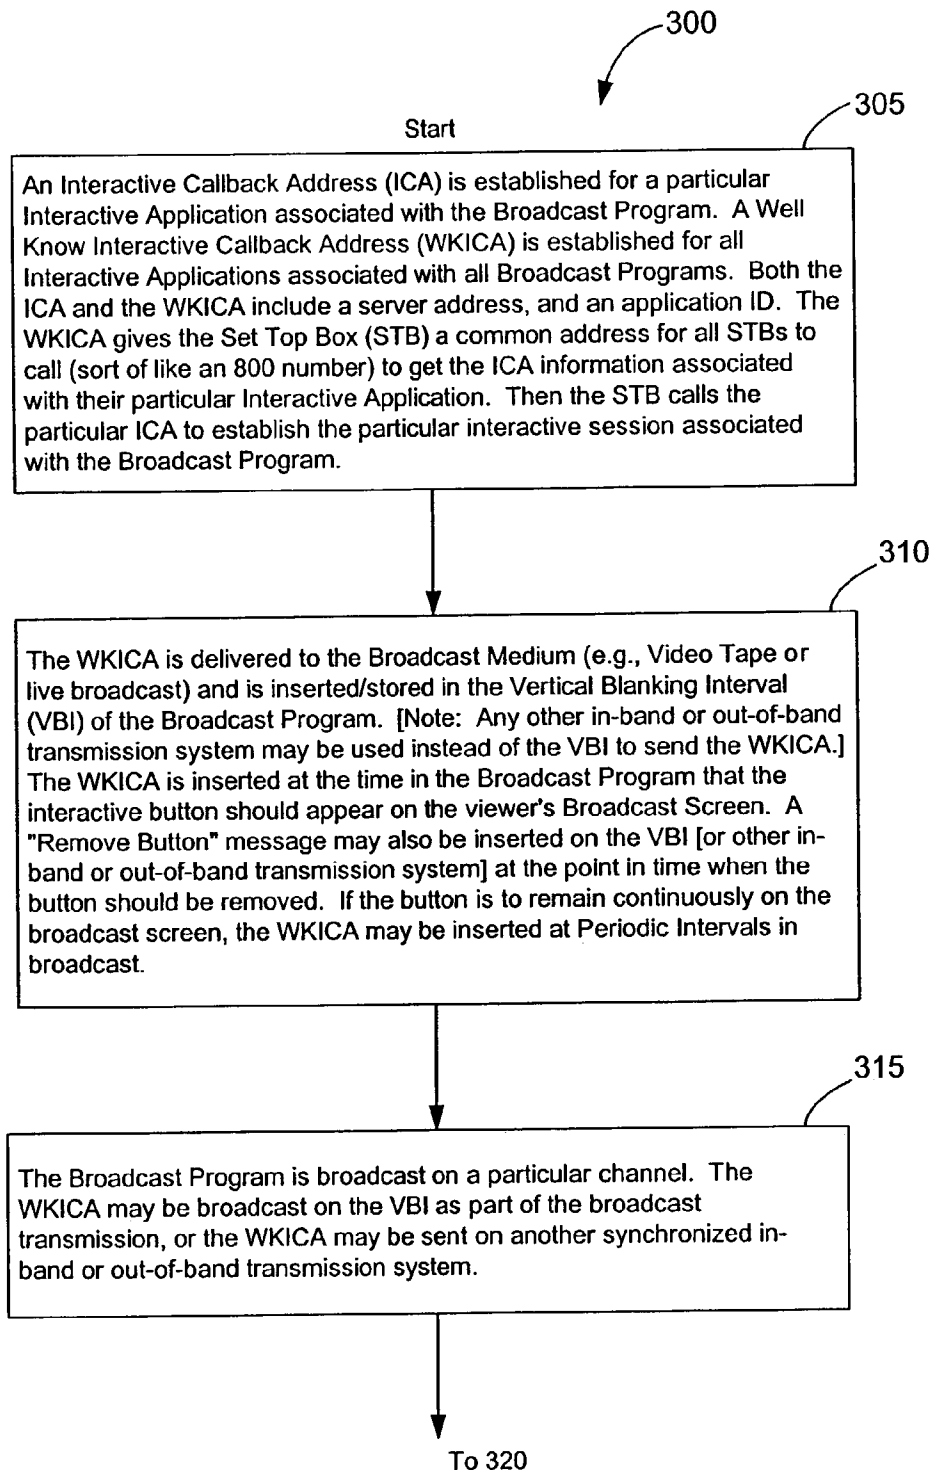 300
305
Start
An Interactive Callback Address (ICA) is established for a particular
Interactive Application associated with the Broadcast Program.  A Well
Know Interactive Callback Address (WKICA) is established for all
Interactive Applications associated with all Broadcast Programs.  Both the
ICA and the WKICA include a server address, and an application ID.  The
WKICA gives the Set Top Box (STB) a common address for all STBs to
call (sort of like an 800 number) to get the ICA information associated
with their particular Interactive Application.  Then the STB calls the
particular ICA to establish the particular interactive session associated
with the Broadcast Program.
310
The WKICA is delivered to the Broadcast Medium (e.g., Video Tape or
live broadcast) and is inserted/stored in the Vertical Blanking Interval
(VBI) of the Broadcast Program.  [Note:  Any other in-band or out-of-band
transmission system may be used instead of the VBI to send the WKICA.]
The WKICA is inserted at the time in the Broadcast Program that the
interactive button should appear on the viewer's Broadcast Screen.  A
"Remove Button" message may also be inserted on the VBI [or other in-
band or out-of-band transmission system] at the point in time when the
button should be removed.  If the button is to remain continuously on the
broadcast screen, the WKICA may be inserted at Periodic Intervals in
broadcast.
315
The Broadcast Program is broadcast on a particular channel.  The
WKICA may be broadcast on the VBI as part of the broadcast
transmission, or the WKICA may be sent on another synchronized in-
band or out-of-band transmission system.
To 320